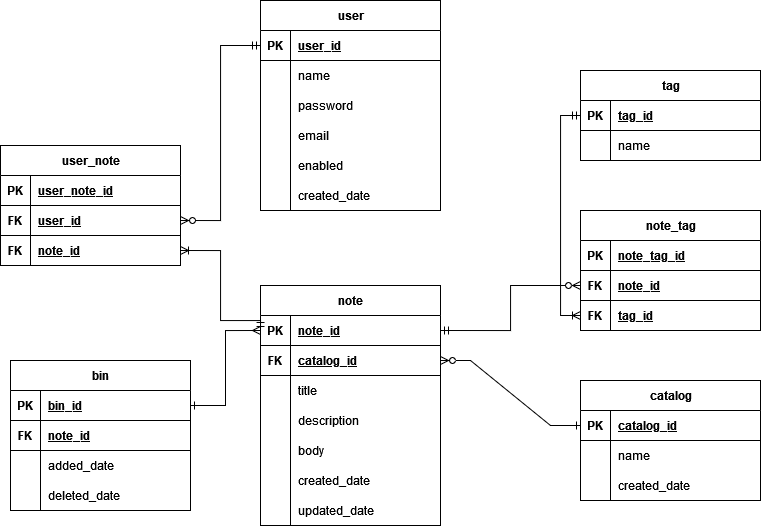 user
PK user_id
name
password
email
enabled
created_date
tag
PK tag_id
name
user_note
PK user_note_id
FK user_id
FK note_id
note_tag
PK note_tag_id
FK note_id
FK tag_id
note
PK note_id
FK catalog_id
title
description
body
created_date
updated_date
bin
PK bin_id
FK note_id
added_date
deleted_date
catalog
PK catalog_id
name
created_date